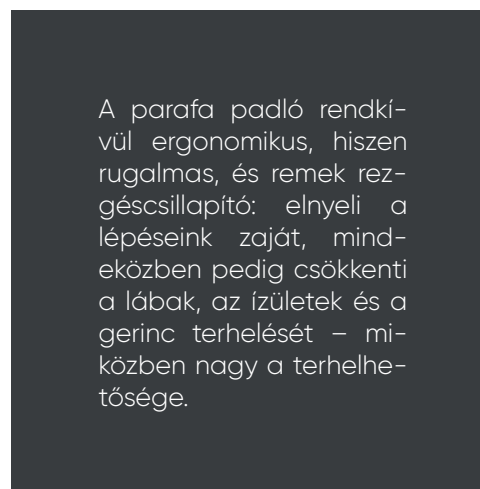 A parafa padló rendkí-
vül ergonomikus, hiszen
rugalmas, és remek rez-
géscsillapító: elnyeli a
lépéseink zaját, mind-
eközben pedig csökkenti
a lábak, az ízületek és a
gerinc terhelését – mi-
közben nagy a terhelhe-
tősége.